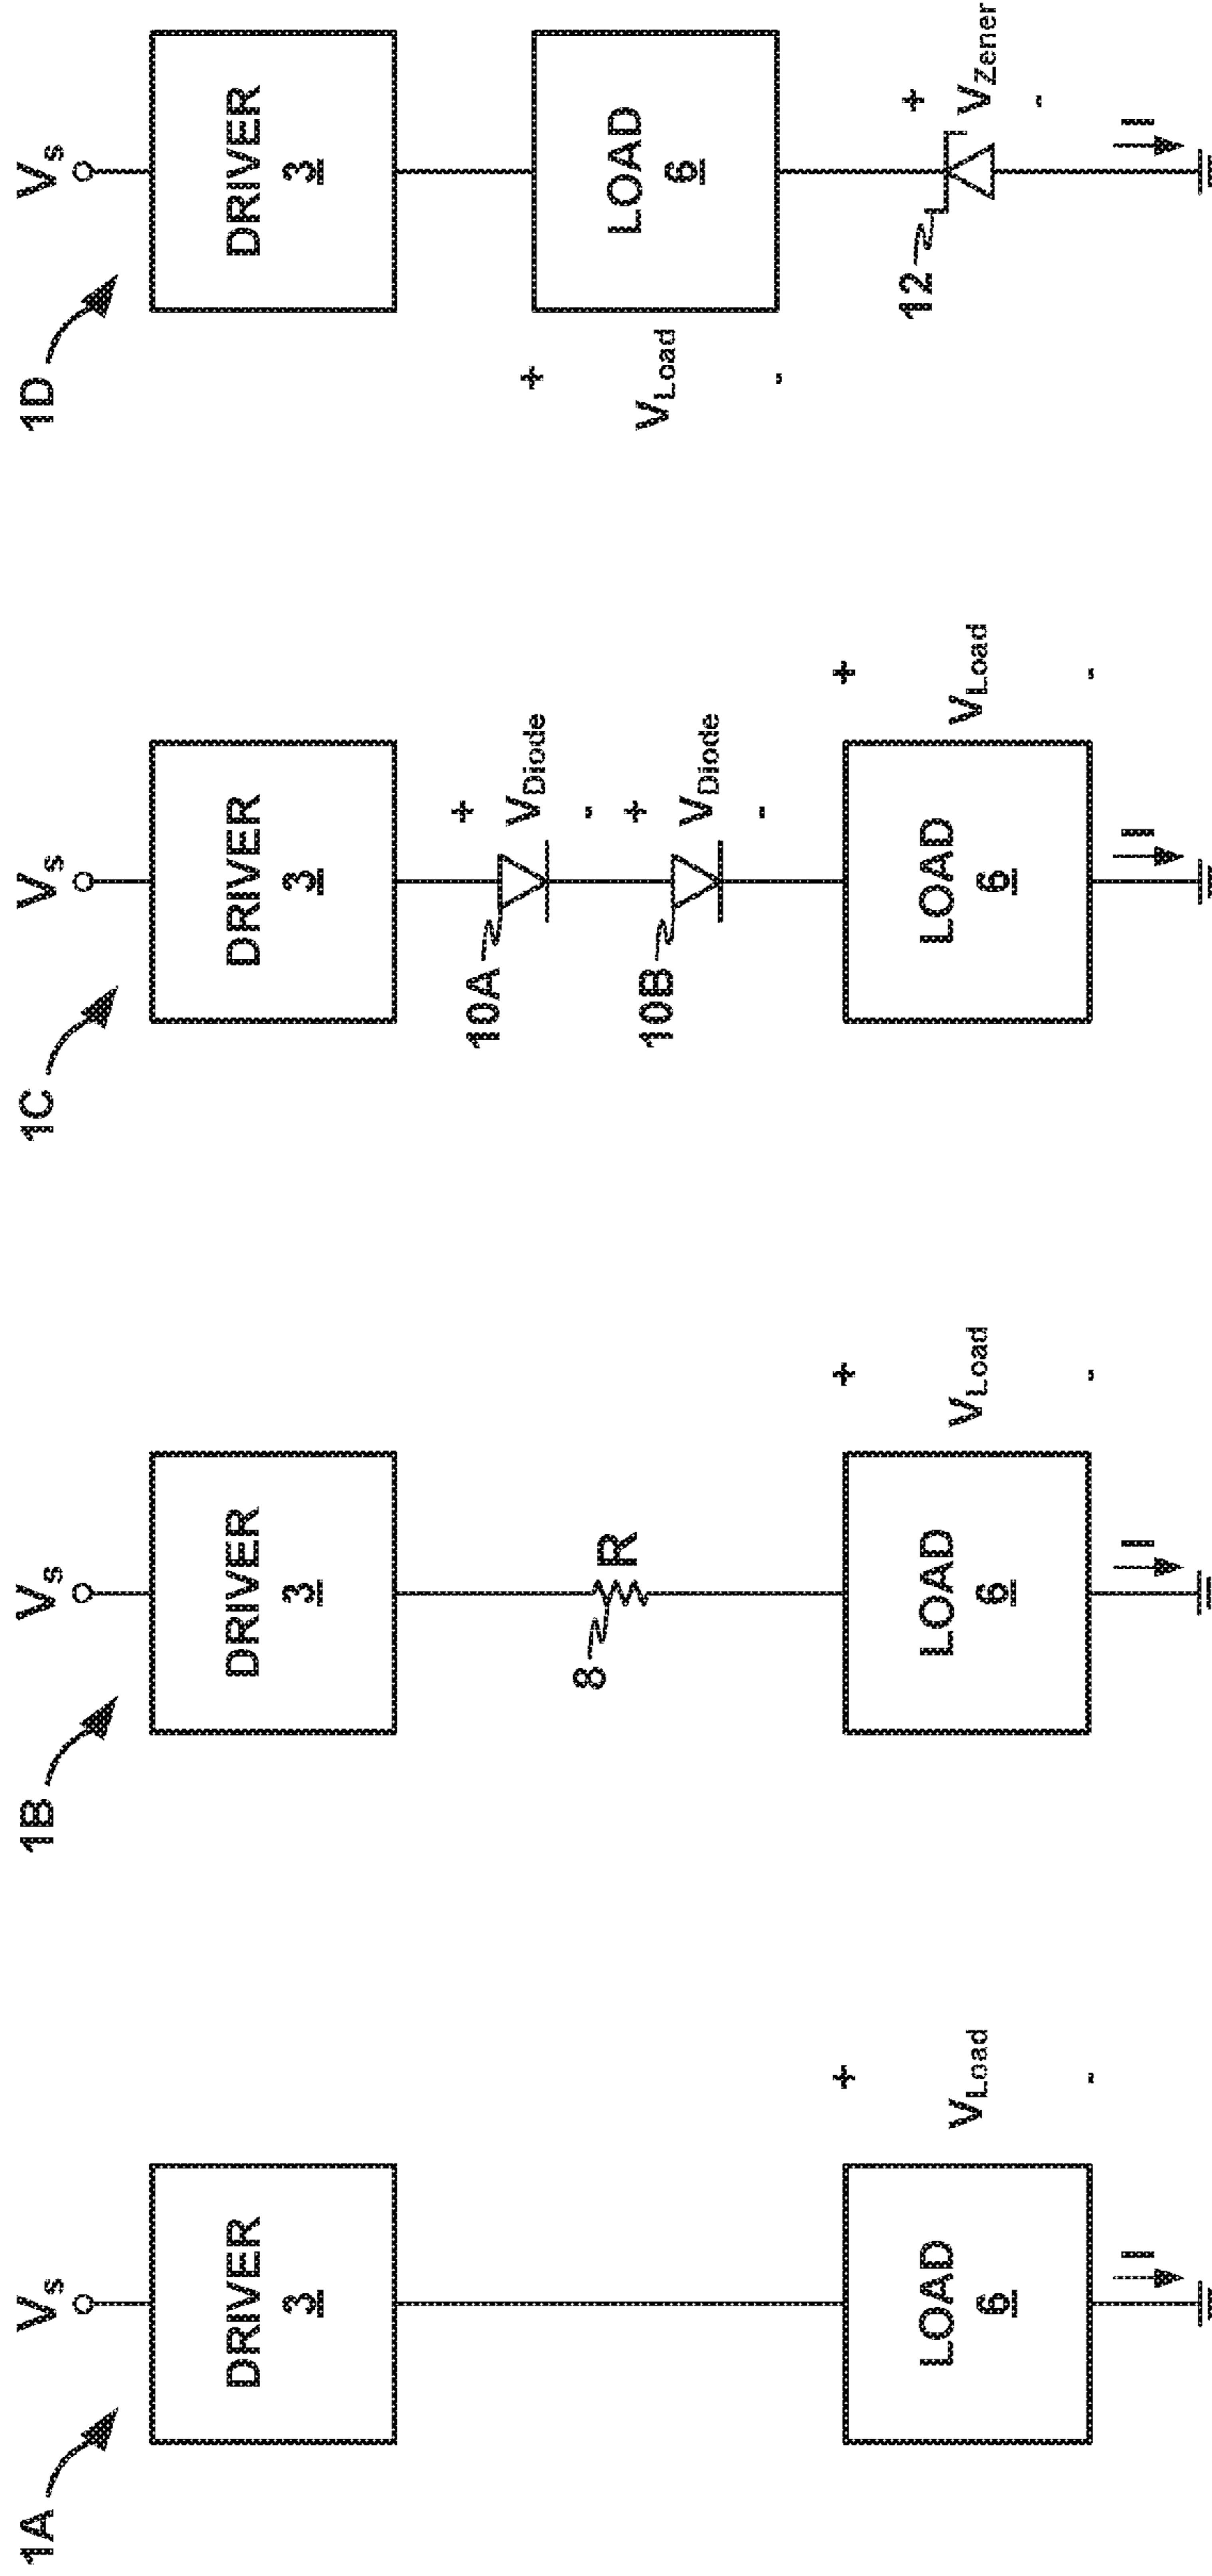 1A
Vs
DRIVER
3
LOAD
6
+
VLoad
-
I
1B
Vs
DRIVER
3
8
R
LOAD
6
+
VLoad
-
I
1C
Vs
DRIVER
3
10A
+
VDiode
-
10B
+
VDiode
-
LOAD
6
+
VLoad
-
I
1D
Vs
DRIVER
3
+
VLoad
-
LOAD
6
12
+
VZener
-
I